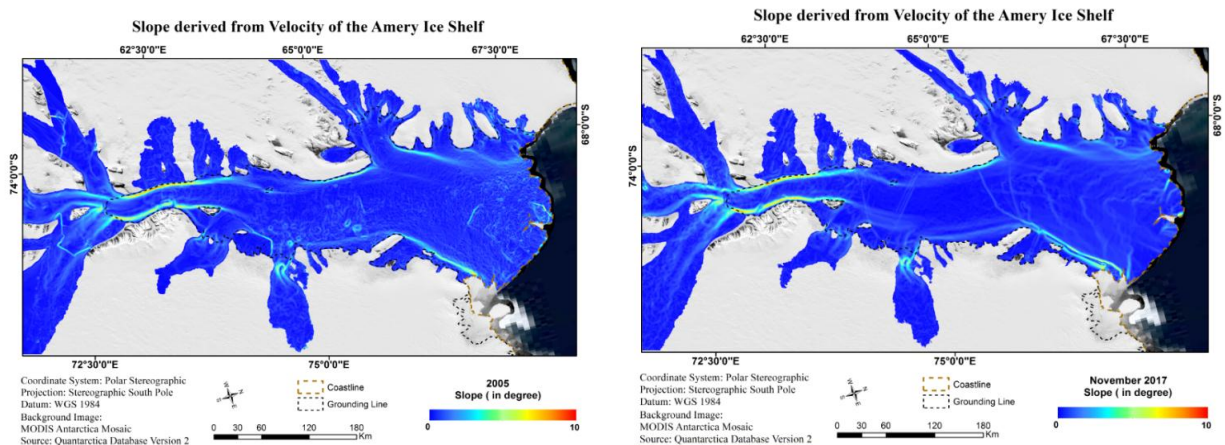 Slope derived from Velocity of the Amery Ice Shelf
62°30'0"E 65°0'0"E 67°30'0"E
74°0'0"S
68°0'0"S
72°30'0"E 75°0'0"E
Coordinate System: Polar Stereographic
Projection: Stereographic South Pole
Datum: WGS 1984
Background Image:
MODIS Antarctica Mosaic
Source: Quantarctica Database Version 2
N
E
S
W
Coastline
Grounding Line
0 30 60 120 180
Km
2005
Slope ( in degree)
0 10
Slope derived from Velocity of the Amery Ice Shelf
62°30'0"E 65°0'0"E 67°30'0"E
74°0'0"S
68°0'0"S
72°30'0"E 75°0'0"E
Coordinate System: Polar Stereographic
Projection: Stereographic South Pole
Datum: WGS 1984
Background Image:
MODIS Antarctica Mosaic
Source: Quantarctica Database Version 2
N
E
S
W
Coastline
Grounding Line
0 30 60 120 180
Km
November 2017
Slope ( in degree)
0 10